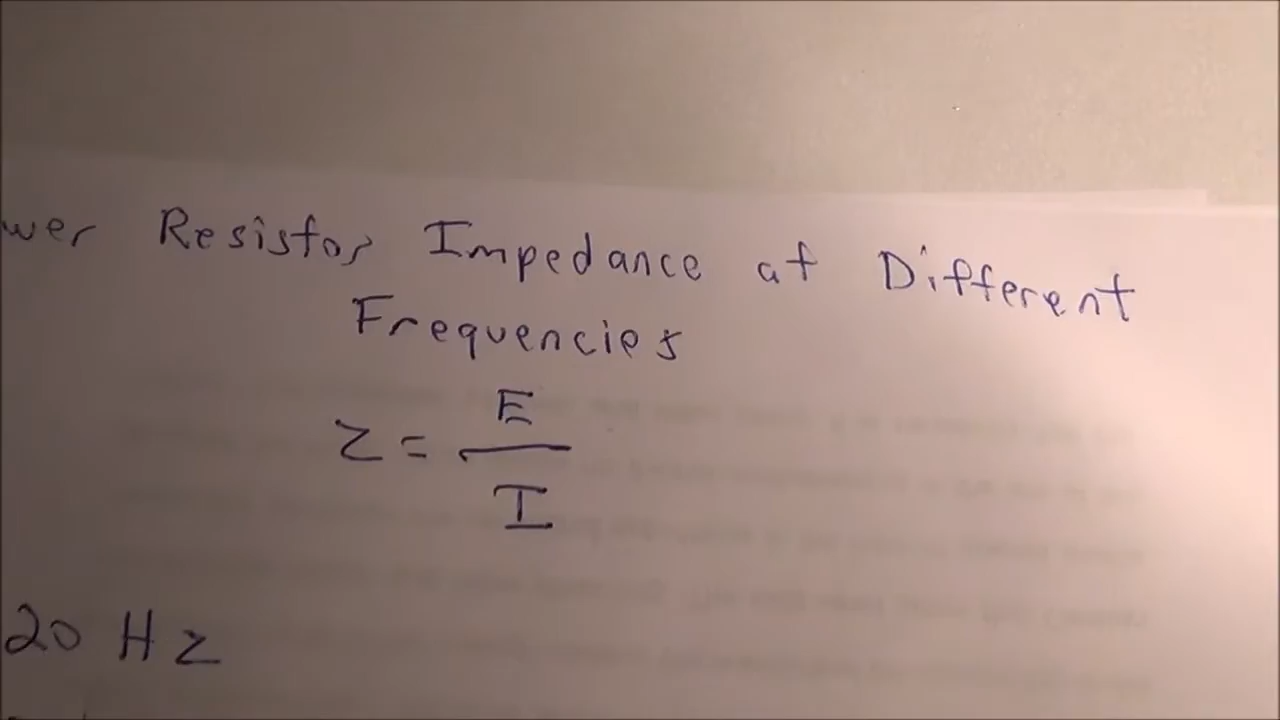 wer Resistor Impedance at Different
Frequencies
Z = E
I
20 Hz